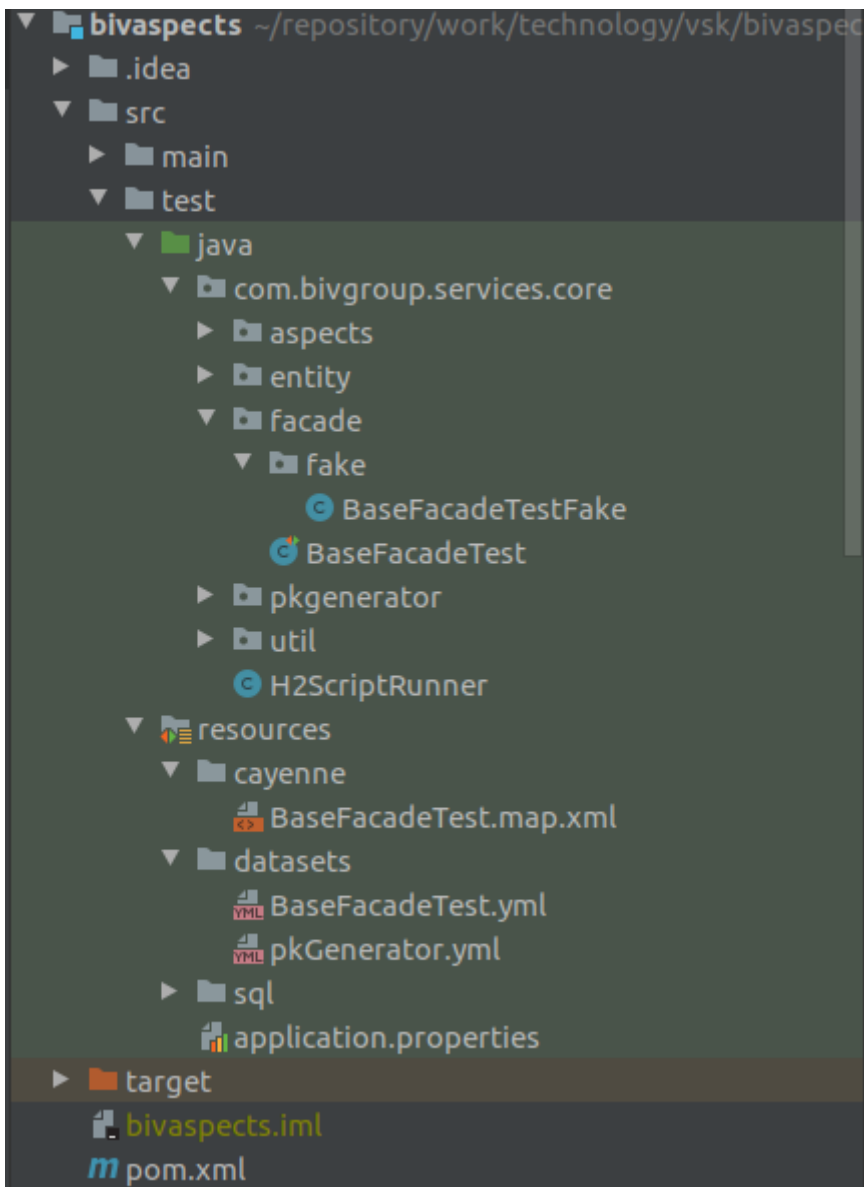 bivaspects ~/repository/work/technology/vsk/bivaspec
.idea
src
main
test
java
com.bivgroup.services.core
aspects
entity
facade
fake
BaseFacadeTestFake
BaseFacadeTest
pkgenerator
util
H2ScriptRunner
resources
cayenne
BaseFacadeTest.map.xml
datasets
BaseFacadeTest.yml
pkGenerator.yml
sql
application.properties
target
bivaspects.iml
pom.xml